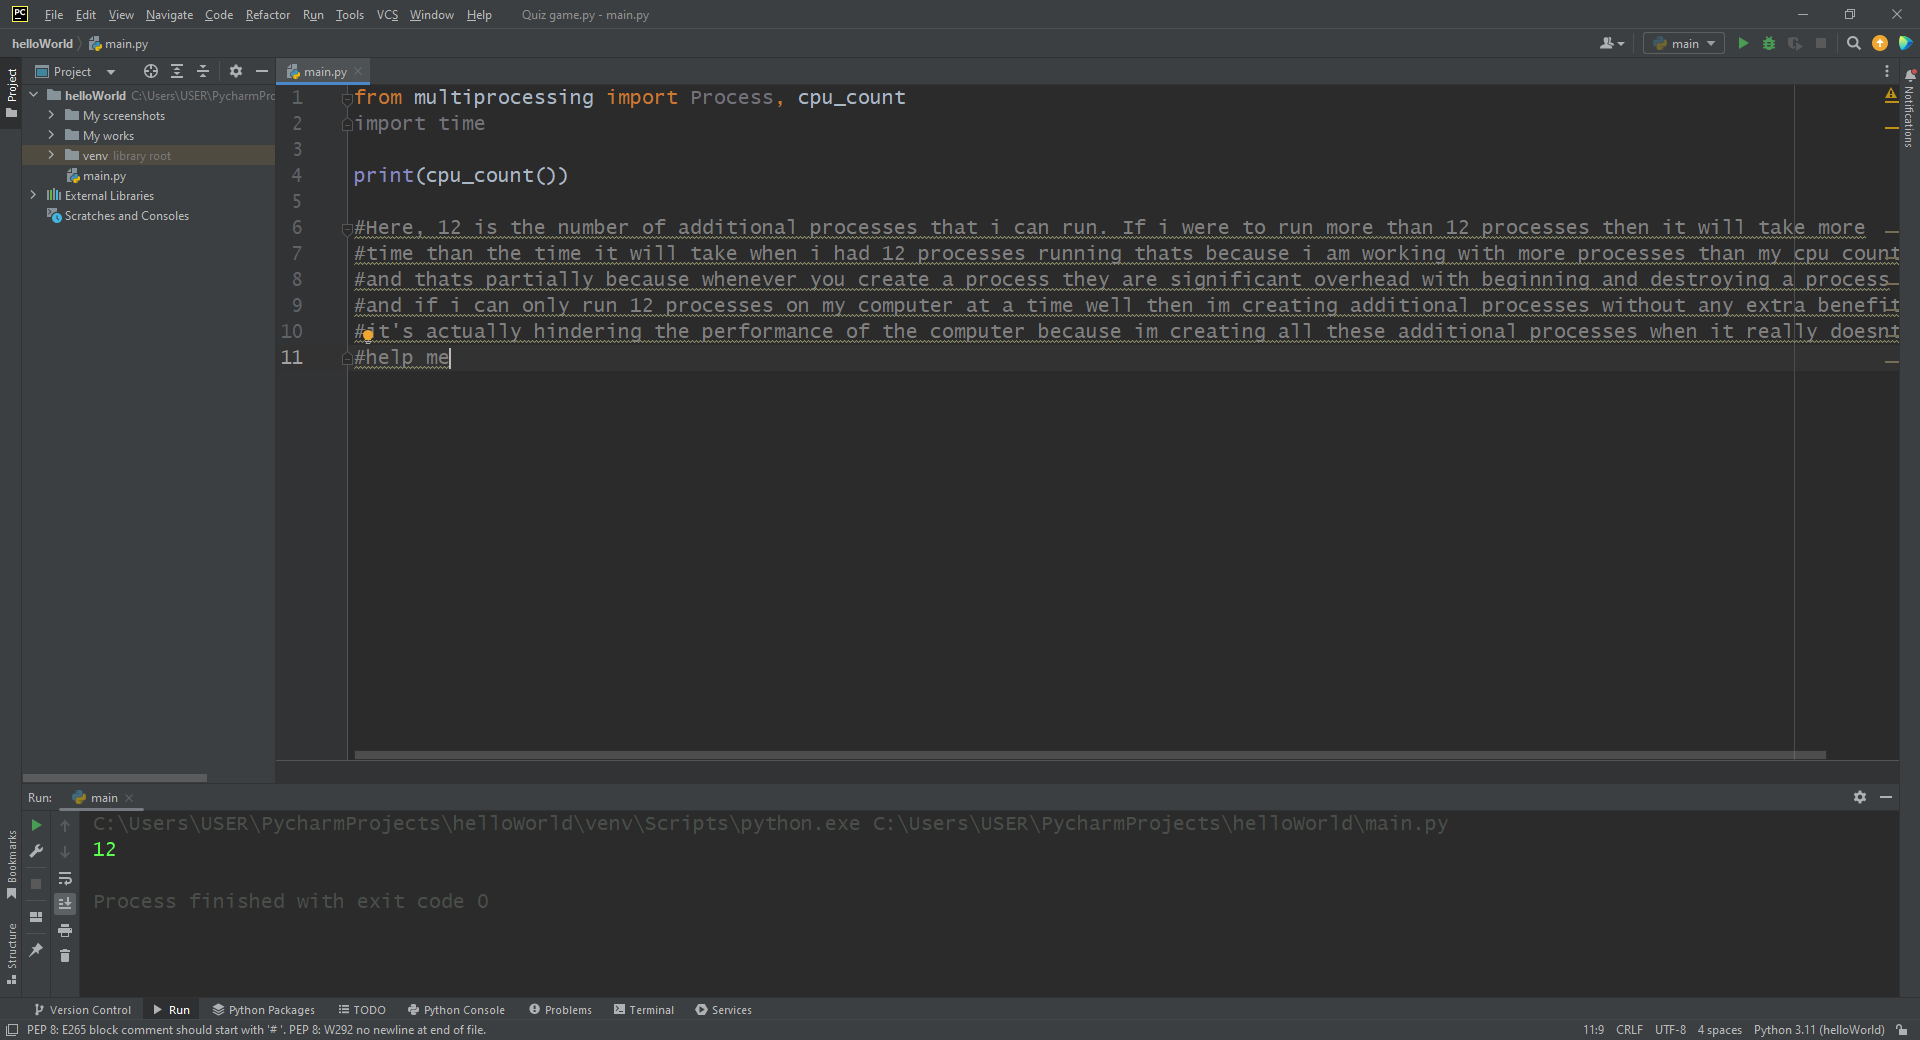 PC File Edit View Navigate Code Refactor Run Tools VCS Window Help Quiz game.py - main.py
helloWorld main.py
main
Project
Project
main.py
Notifications
helloWorld C:\Users\USER\PycharmPro
My screenshots
My works
venv library root
main.py
External Libraries
Scratches and Consoles
1 from multiprocessing import Process, cpu_count
2 import time
3
4 print(cpu_count())
5
6 #Here, 12 is the number of additional processes that i can run. If i were to run more than 12 processes then it will take more
7 #time than the time it will take when i had 12 processes running thats because i am working with more processes than my cpu count
8 #and thats partially because whenever you create a process they are significant overhead with beginning and destroying a process
9 #and if i can only run 12 processes on my computer at a time well then im creating additional processes without any extra benefit
10 #it's actually hindering the performance of the computer because im creating all these additional processes when it really doesnt
11 #help me
Run: main
C:\Users\USER\PycharmProjects\helloWorld\venv\Scripts\python.exe C:\Users\USER\PycharmProjects\helloWorld\main.py
12
Process finished with exit code 0
Bookmarks
Structure
Version Control Run Python Packages TODO Python Console Problems Terminal Services
PEP 8: E265 block comment should start with '# '. PEP 8: W292 no newline at end of file.
11:9 CRLF UTF-8 4 spaces Python 3.11 (helloWorld)